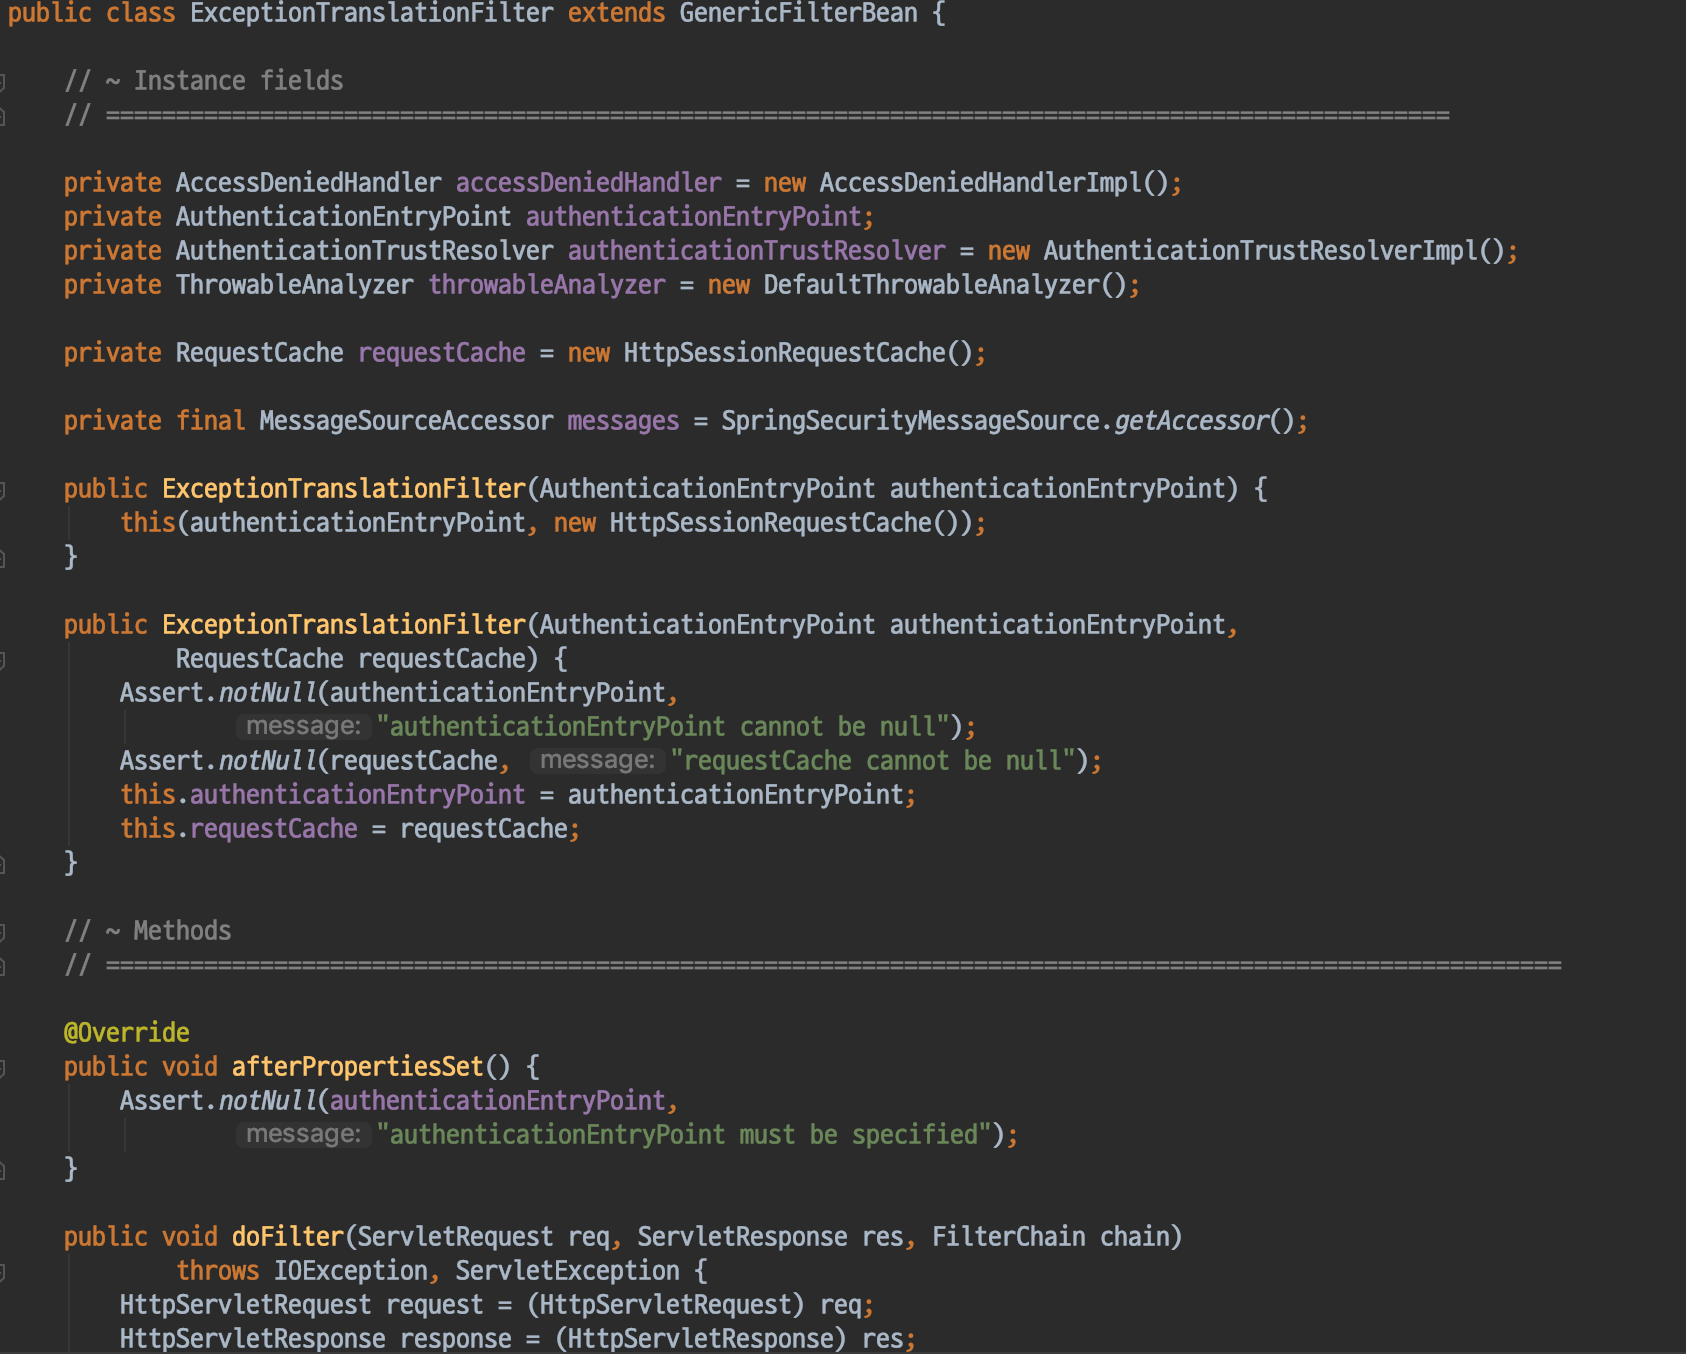 public class ExceptionTranslationFilter extends GenericFilterBean {
// ~ Instance fields
// ================================================================================================
private AccessDeniedHandler accessDeniedHandler = new AccessDeniedHandlerImpl();
private AuthenticationEntryPoint authenticationEntryPoint;
private AuthenticationTrustResolver authenticationTrustResolver = new AuthenticationTrustResolverImpl();
private ThrowableAnalyzer throwableAnalyzer = new DefaultThrowableAnalyzer();
private RequestCache requestCache = new HttpSessionRequestCache();
private final MessageSourceAccessor messages = SpringSecurityMessageSource.getAccessor();
public ExceptionTranslationFilter(AuthenticationEntryPoint authenticationEntryPoint) {
this(authenticationEntryPoint, new HttpSessionRequestCache());
}
public ExceptionTranslationFilter(AuthenticationEntryPoint authenticationEntryPoint,
RequestCache requestCache) {
Assert.notNull(authenticationEntryPoint,
message: "authenticationEntryPoint cannot be null");
Assert.notNull(requestCache, message: "requestCache cannot be null");
this.authenticationEntryPoint = authenticationEntryPoint;
this.requestCache = requestCache;
}
// ~ Methods
// ========================================================================================================
@Override
public void afterPropertiesSet() {
Assert.notNull(authenticationEntryPoint,
message: "authenticationEntryPoint must be specified");
}
public void doFilter(ServletRequest req, ServletResponse res, FilterChain chain)
throws IOException, ServletException {
HttpServletRequest request = (HttpServletRequest) req;
HttpServletResponse response = (HttpServletResponse) res;